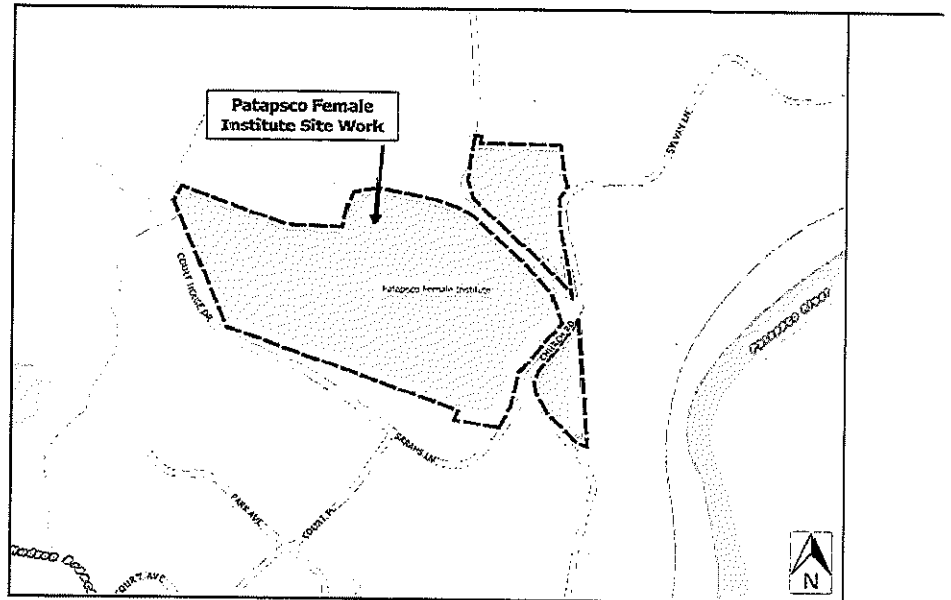 Patapsco Female
Institute Site Work
SYLVAN LN
COURT HOUSE DR
Patapsco Female Institute
CHURCH RD
Patapsco River
SARAHS LN
PARK AVE
COURT PL
COURT AVE
N